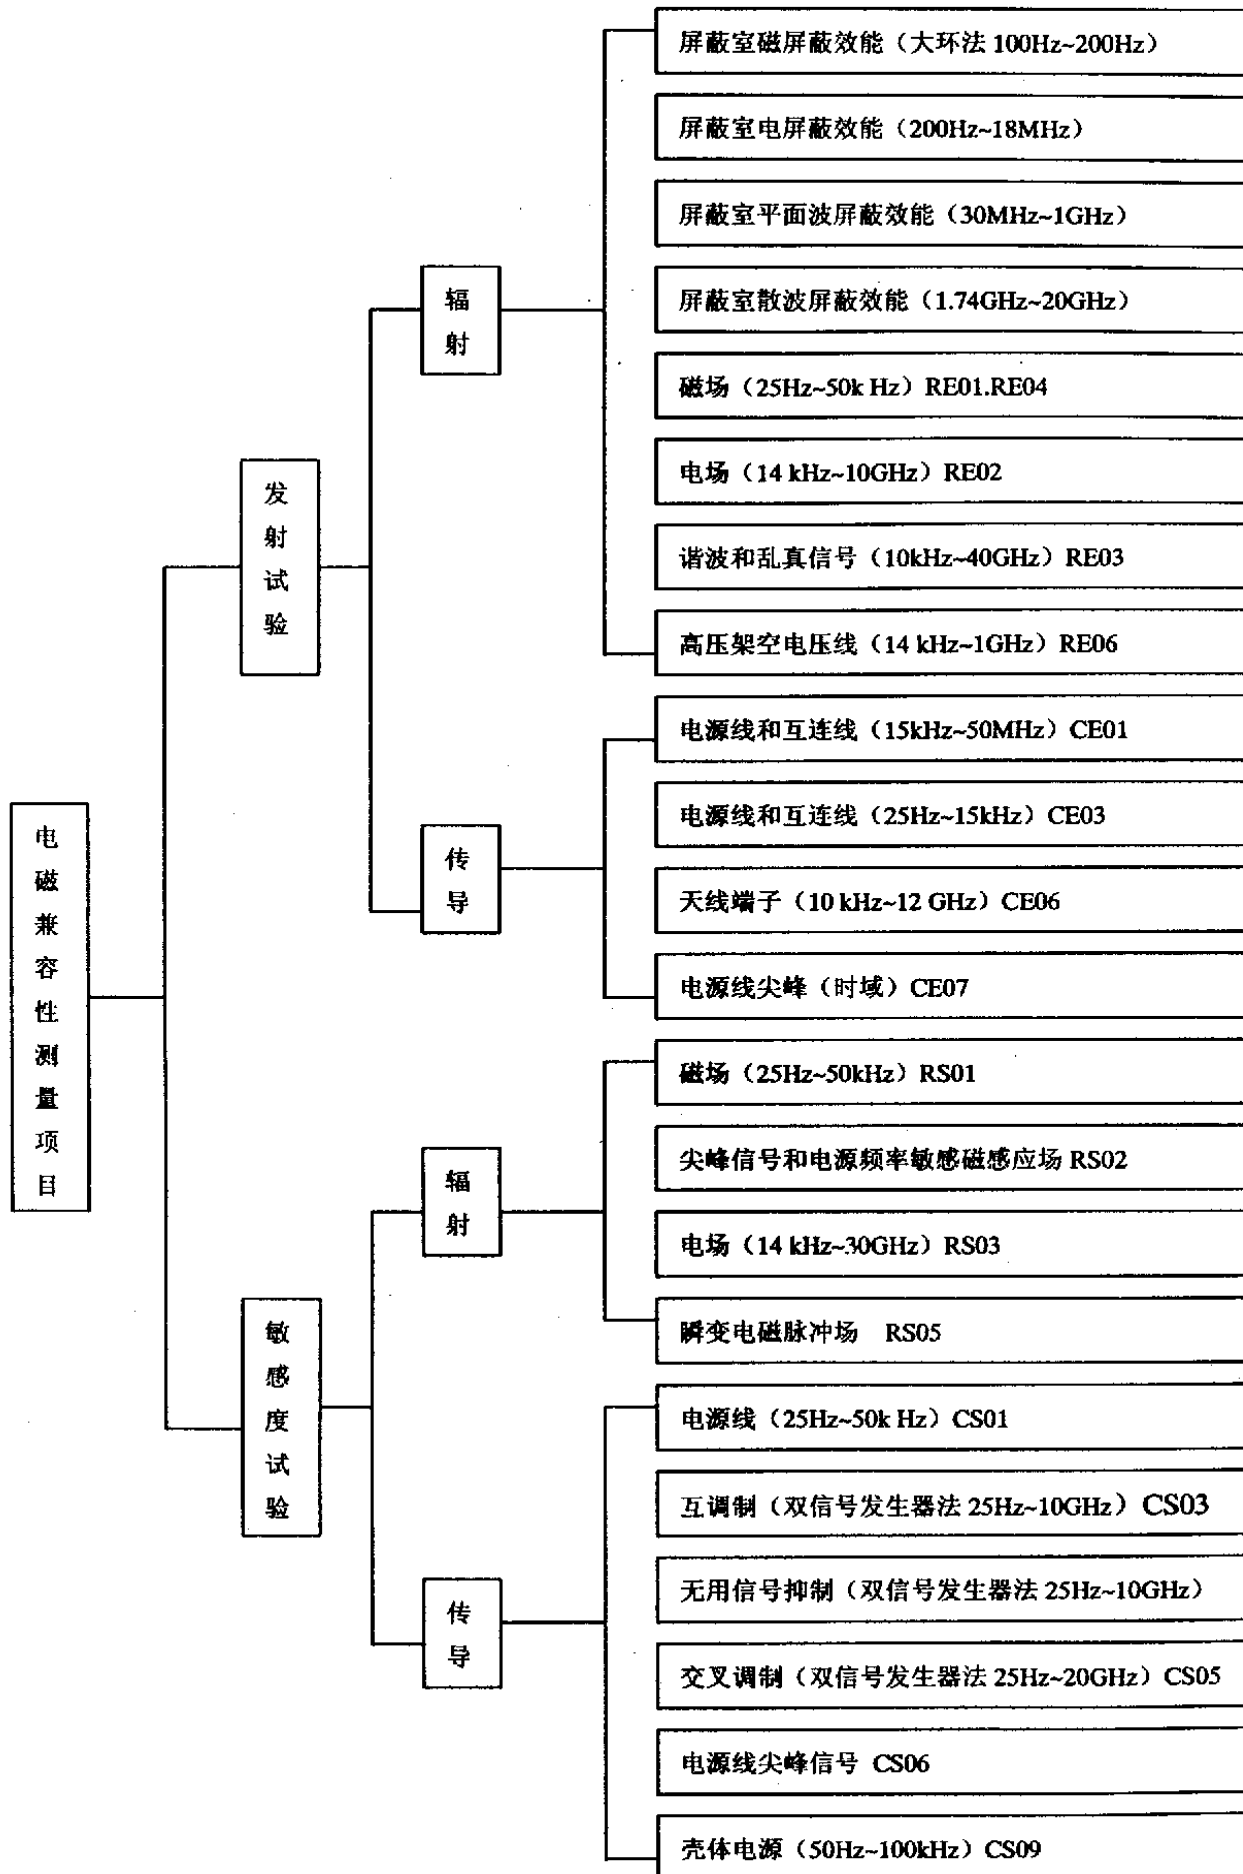 电磁兼容性测量项目
发射试验
辐射
屏蔽室磁屏蔽效能（大环法 100Hz~200Hz）
屏蔽室电屏蔽效能（200Hz~18MHz）
屏蔽室平面波屏蔽效能（30MHz~1GHz）
屏蔽室散波屏蔽效能（1.74GHz~20GHz）
磁场（25Hz~50k Hz）RE01.RE04
电场（14 kHz~10GHz）RE02
谐波和乱真信号（10kHz~40GHz）RE03
高压架空电压线（14 kHz~1GHz）RE06
传导
电源线和互连线（15kHz~50MHz）CE01
电源线和互连线（25Hz~15kHz）CE03
天线端子（10 kHz~12 GHz）CE06
电源线尖峰（时域）CE07
敏感度试验
辐射
磁场（25Hz~50kHz）RS01
尖峰信号和电源频率敏感磁感应场 RS02
电场（14 kHz~30GHz）RS03
瞬变电磁脉冲场 RS05
传导
电源线（25Hz~50k Hz）CS01
互调制（双信号发生器法 25Hz~10GHz）CS03
无用信号抑制（双信号发生器法 25Hz~10GHz）
交叉调制（双信号发生器法 25Hz~20GHz）CS05
电源线尖峰信号 CS06
壳体电源（50Hz~100kHz）CS09